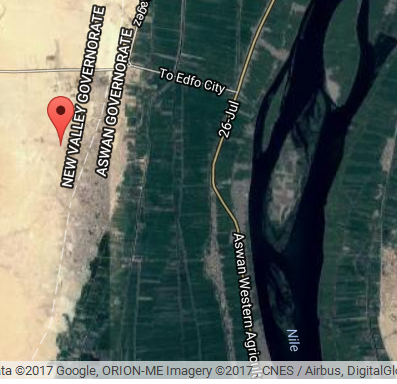 agez
NEW VALLEY GOVERNORATE
ASWAN GOVERNORATE
To Edfo City
26-Jul
Aswan Western Agric
Nile
ta ©2017 Google, ORION-ME Imagery ©2017 , CNES / Airbus, DigitalGlo